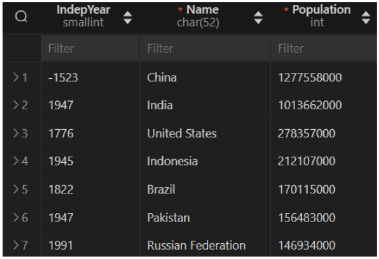 IndepYear * Name * Population
smallint char(52) int
Filter Filter Filter
>1 -1523 China 1277558000
>2 1947 India 1013662000
>3 1776 United States 278357000
>4 1945 Indonesia 212107000
>5 1822 Brazil 170115000
>6 1947 Pakistan 156483000
>7 1991 Russian Federation 146934000